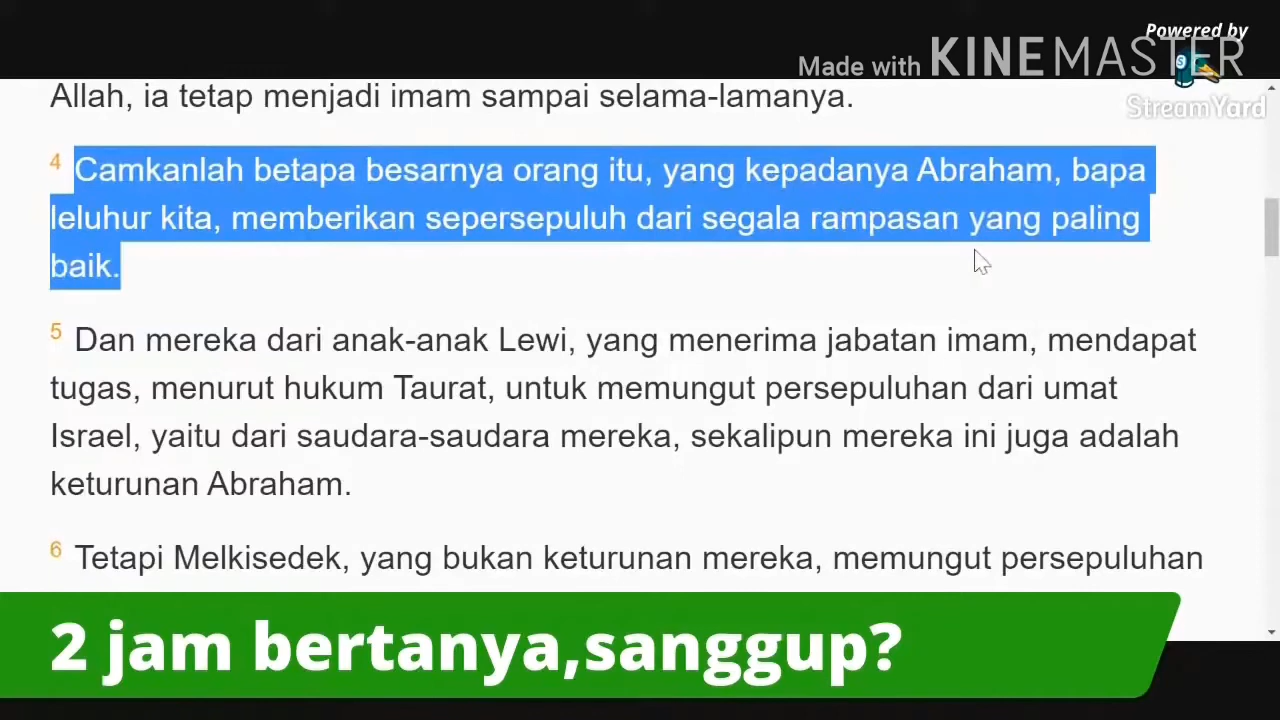 Powered by
Made with KINEMASTER
StreamYard
Allah, ia tetap menjadi imam sampai selama-lamanya.
4 Camkanlah betapa besarnya orang itu, yang kepadanya Abraham, bapa
leluhur kita, memberikan sepersepuluh dari segala rampasan yang paling
baik.
5 Dan mereka dari anak-anak Lewi, yang menerima jabatan imam, mendapat
tugas, menurut hukum Taurat, untuk memungut persepuluhan dari umat
Israel, yaitu dari saudara-saudara mereka, sekalipun mereka ini juga adalah
keturunan Abraham.
6 Tetapi Melkisedek, yang bukan keturunan mereka, memungut persepuluhan
2 jam bertanya,sanggup?